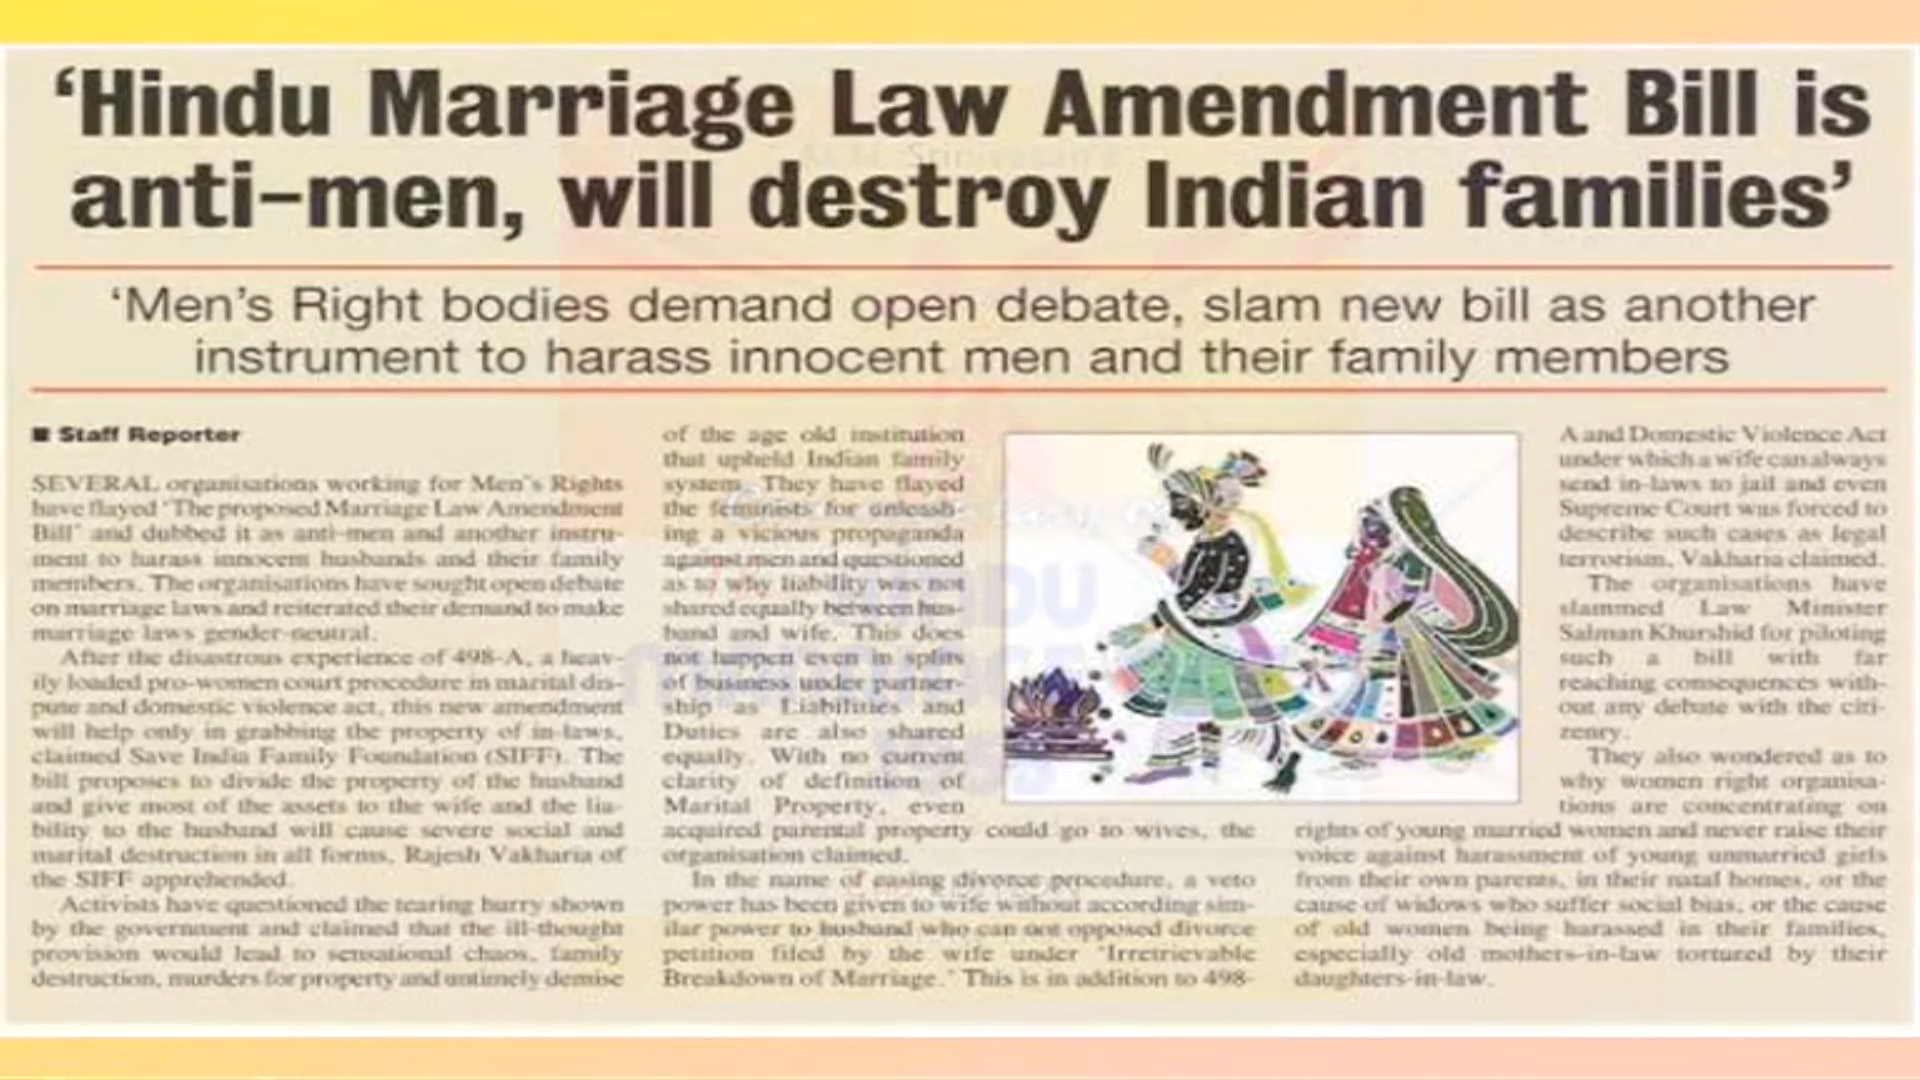 ‘Hindu Marriage Law Amendment Bill is
anti-men, will destroy Indian families’
‘Men’s Right bodies demand open debate, slam new bill as another
instrument to harass innocent men and their family members
■ Staff Reporter
SEVERAL organisations working for Men's Rights
have flayed 'The proposed Marriage Law Amendment
Bill' and dubbed it as anti-men and another instru-
ment to harass innocent husbands and their family
members. The organisations have sought open debate
on marriage laws and reiterated their demand to make
marriage laws gender-neutral.
After the disastrous experience of 498-A, a heav-
ily loaded pro-women court procedure in marital dis-
pute and domestic violence act, this new amendment
will help only in grabbing the property of in-laws,
claimed Save India Family Foundation (SIFF). The
bill proposes to divide the property of the husband
and give most of the assets to the wife and the lia-
bility to the husband will cause severe social and
marital destruction in all forms, Rajesh Vakharia of
the SIFF apprehended.
Activists have questioned the tearing hurry shown
by the government and claimed that the ill-thought
provision would lead to sensational chaos, family
destruction, murders for property and untimely demise
of the age old institution
that upheld Indian family
system. They have flayed
the feminists for unleash-
ing a vicious propaganda
against men and questioned
as to why liability was not
shared equally between hus-
band and wife. This does
not happen even in splits
of business under partner-
ship as Liabilities and
Duties are also shared
equally. With no current
clarity of definition of
Marital Property, even
acquired parental property could go to wives, the
organisation claimed.
In the name of easing divorce procedure, a veto
power has been given to wife without according sim-
ilar power to husband who can not opposed divorce
petition filed by the wife under 'Irretrievable
Breakdown of Marriage.' This is in addition to 498-
A and Domestic Violence Act
under which a wife can always
send in-laws to jail and even
Supreme Court was forced to
describe such cases as legal
terrorism, Vakharia claimed.
The organisations have
slammed Law Minister
Salman Khurshid for piloting
such a bill with far
reaching consequences with-
out any debate with the citi-
zenry.
They also wondered as to
why women right organisa-
tions are concentrating on
rights of young married women and never raise their
voice against harassment of young unmarried girls
from their own parents, in their natal homes, or the
cause of widows who suffer social bias, or the cause
of old women being harassed in their families,
especially old mothers-in-law tortured by their
daughters-in-law.